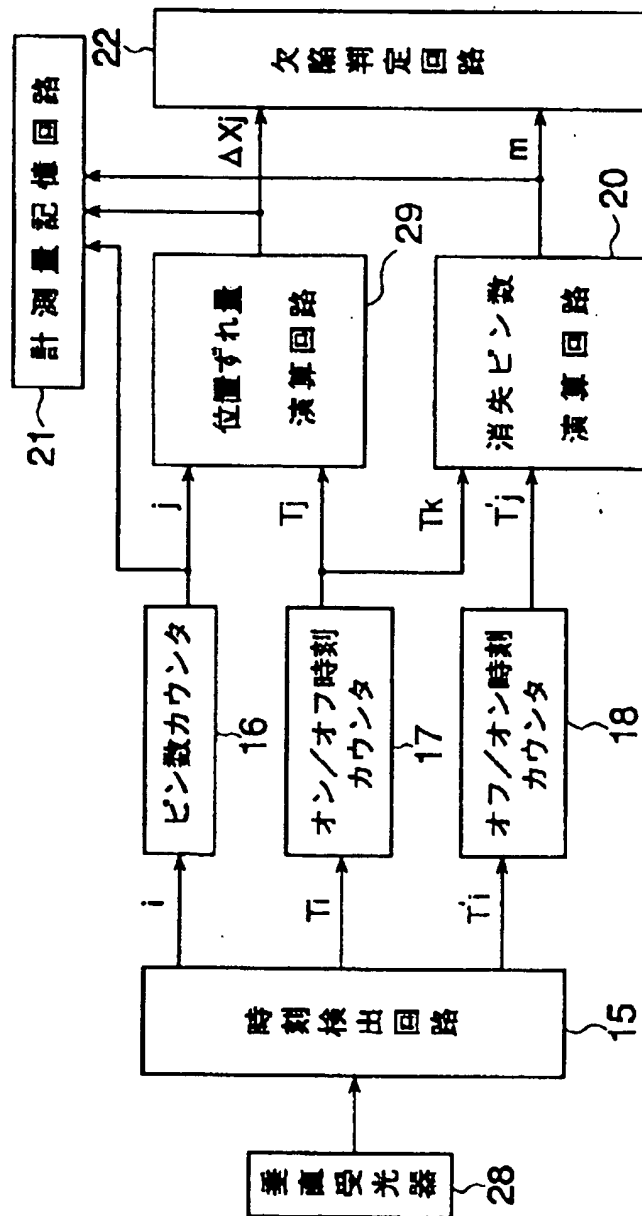 垂直受光器
28
時刻検出回路
15
i
Ti
T'i
ピン数カウンタ
16
オン/オフ時刻
カウンタ
17
オフ/オン時刻
カウンタ
18
j
Tj
Tk
T'j
位置ずれ量
演算回路
29
消失ピン数
演算回路
20
計測量記憶回路
21
ΔXj
m
欠陥判定回路
22